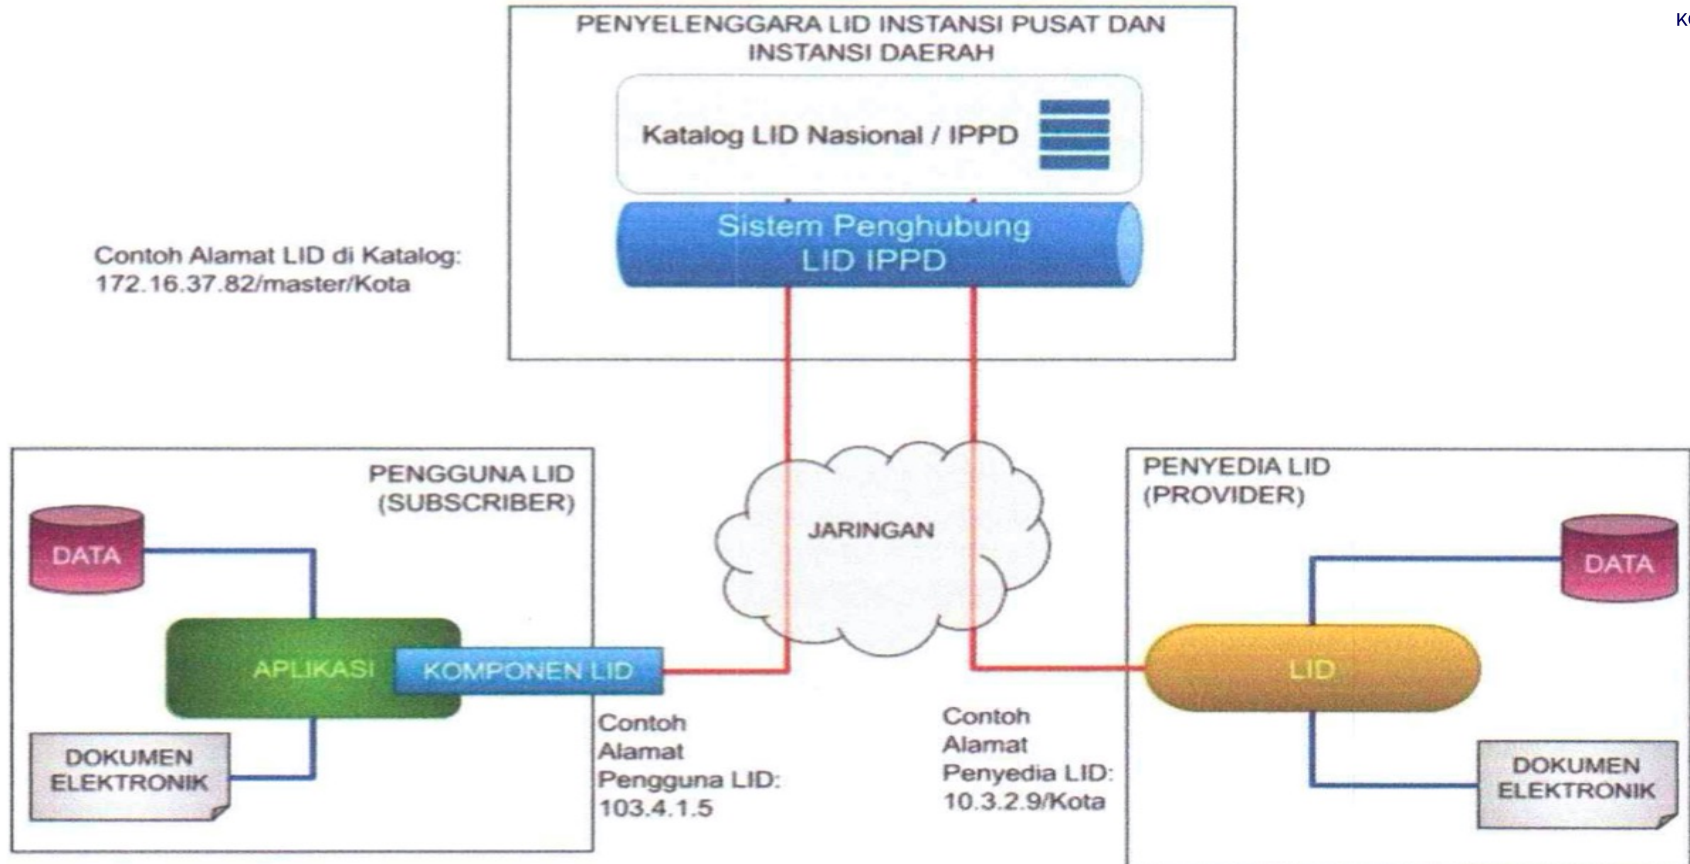 PENYELENGGARA LID INSTANSI PUSAT DAN
INSTANSI DAERAH
Katalog LID Nasional / IPPD
Sistem Penghubung
LID IPPD
Contoh Alamat LID di Katalog:
172.16.37.82/master/Kota
PENGGUNA LID
(SUBSCRIBER)
DATA
APLIKASI
KOMPONEN LID
DOKUMEN
ELEKTRONIK
Contoh
Alamat
Pengguna LID:
103.4.1.5
JARINGAN
Contoh
Alamat
Penyedia LID:
10.3.2.9/Kota
PENYEDIA LID
(PROVIDER)
DATA
LID
DOKUMEN
ELEKTRONIK